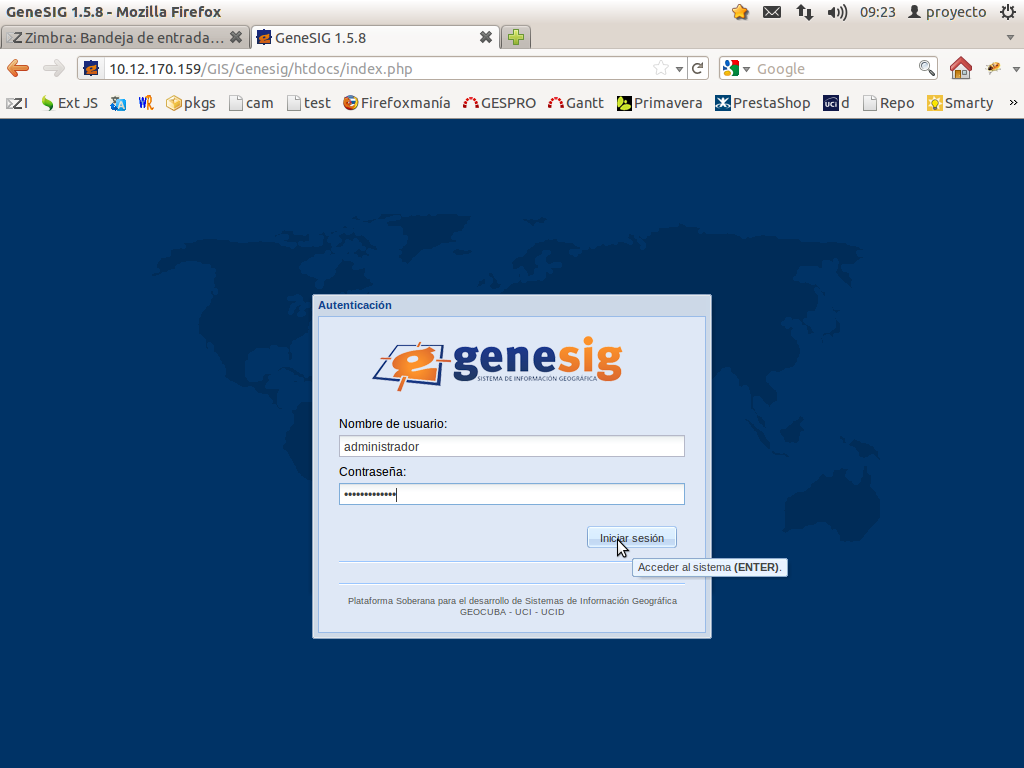 GeneSIG 1.5.8 - Mozilla Firefox
09:23 proyecto
Zimbra: Bandeja de entrada... GeneSIG 1.5.8
10.12.170.159/GIS/Genesig/htdocs/index.php Google
I Ext JS pkgs cam test Firefoxmanía GESPRO Gantt Primavera PrestaShop UCi d Repo Smarty »
Autenticación
genesig
SISTEMA DE INFORMACIÓN GEOGRÁFICA
Nombre de usuario:
administrador
Contraseña:
•••••••••••••
Iniciar sesión
Acceder al sistema (ENTER).
Plataforma Soberana para el desarrollo de Sistemas de Información Geográfica
GEOCUBA - UCI - UCID